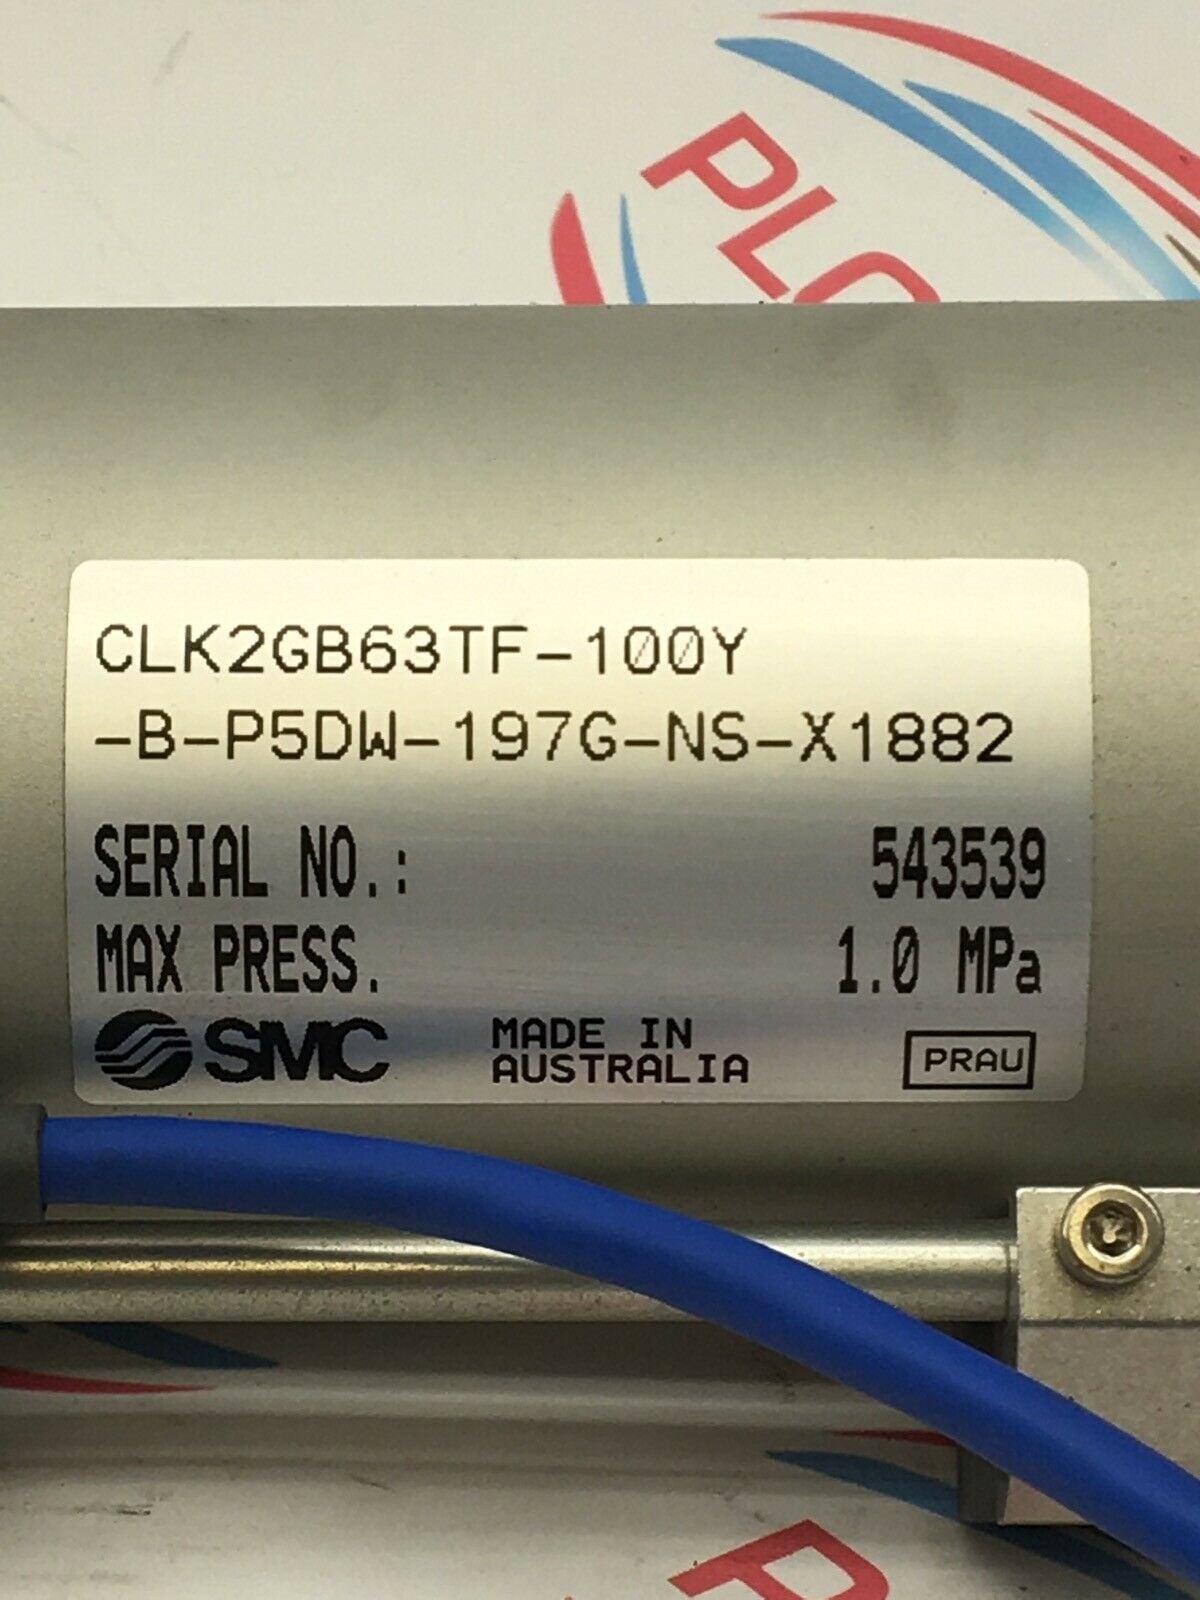 PLC
CLK2GB63TF-100Y
-B-P5DW-197G-NS-X1882
SERIAL NO.: 543539
MAX PRESS. 1.0 MPa
SMC MADE IN AUSTRALIA PRAU
P